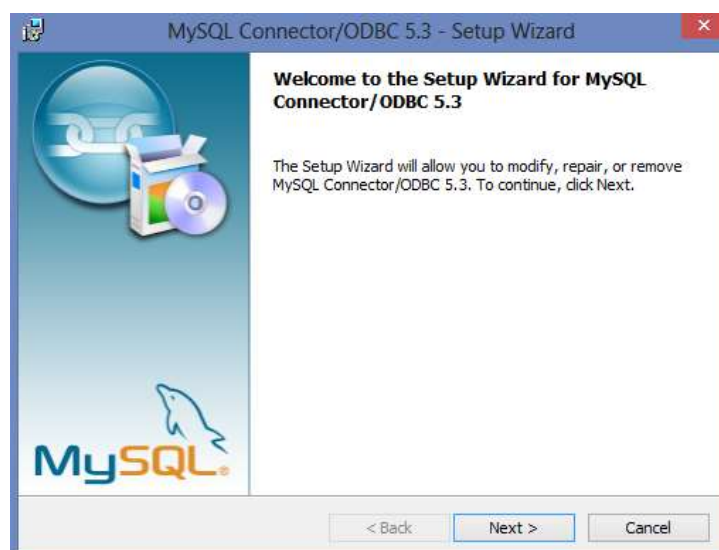 MySQL Connector/ODBC 5.3 - Setup Wizard
Welcome to the Setup Wizard for MySQL
Connector/ODBC 5.3
The Setup Wizard will allow you to modify, repair, or remove
MySQL Connector/ODBC 5.3. To continue, click Next.
MySQL®
< Back
Next >
Cancel